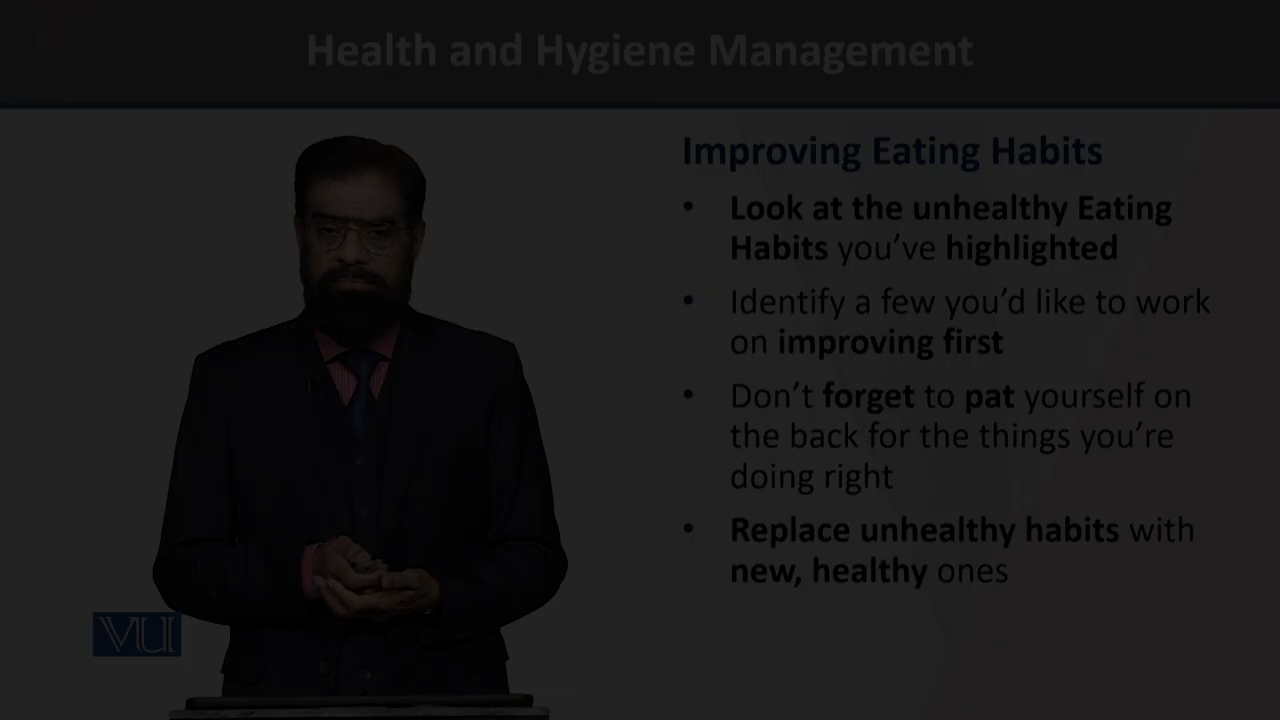 Health and Hygiene Management
Improving Eating Habits
• Look at the unhealthy Eating
Habits you've highlighted
• Identify a few you'd like to work
on improving first
• Don't forget to pat yourself on
the back for the things you're
doing right
• Replace unhealthy habits with
new, healthy ones
VU